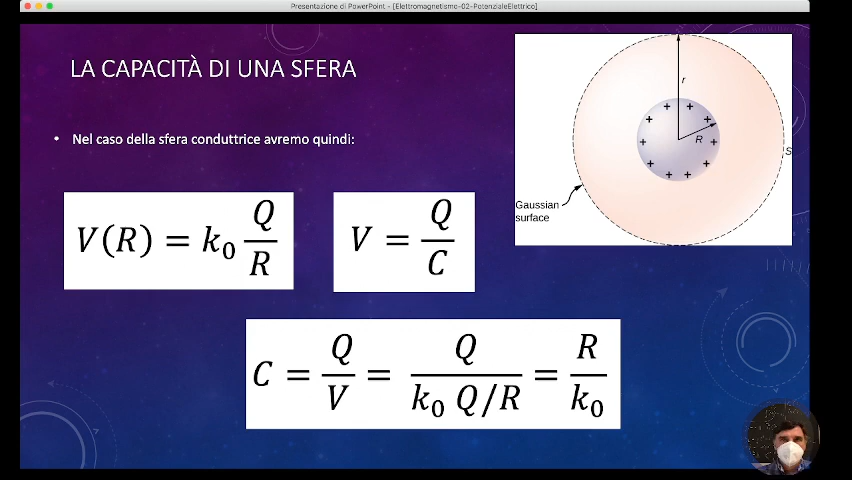 Presentazione di PowerPoint - [Elettromagnetismo-02-PotenzialeElettrico]
LA CAPACITÀ DI UNA SFERA
• Nel caso della sfera conduttrice avremo quindi:
V(R) = k₀ Q/R
V = Q/C
C = Q/V = Q/(k₀ Q/R) = R/k₀
r
+ + + + + + + + + +
R
S
Gaussian
surface